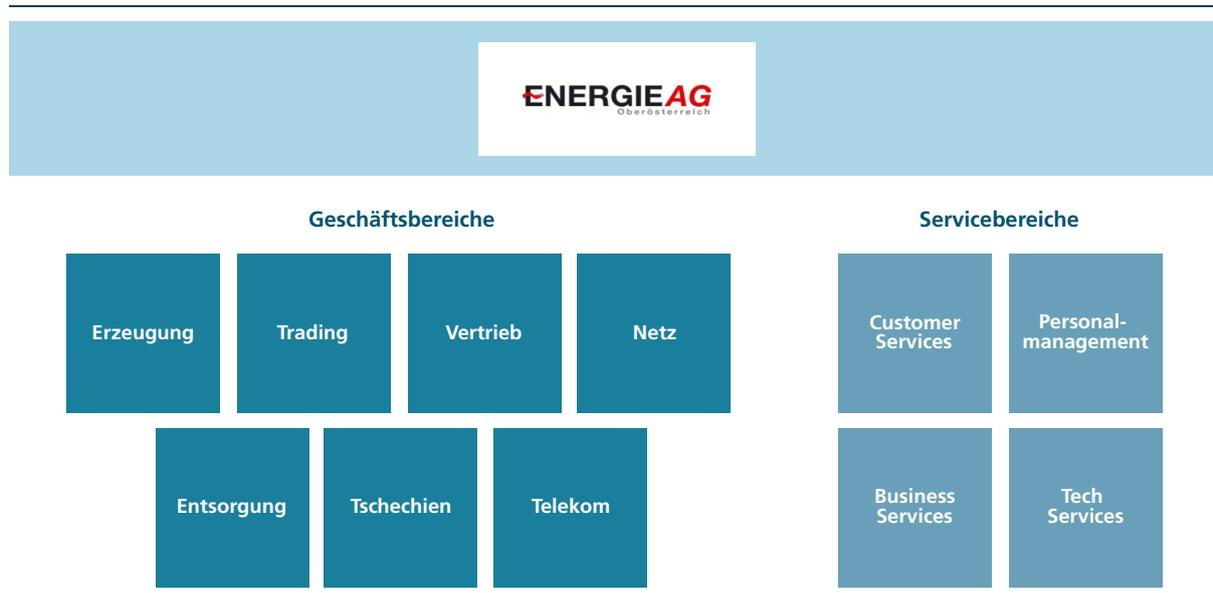 ENERGIEAG
Oberösterreich
Geschäftsbereiche
Servicebereiche
Erzeugung
Trading
Vertrieb
Netz
Customer
Services
Personal-
management
Entsorgung
Tschechien
Telekom
Business
Services
Tech
Services